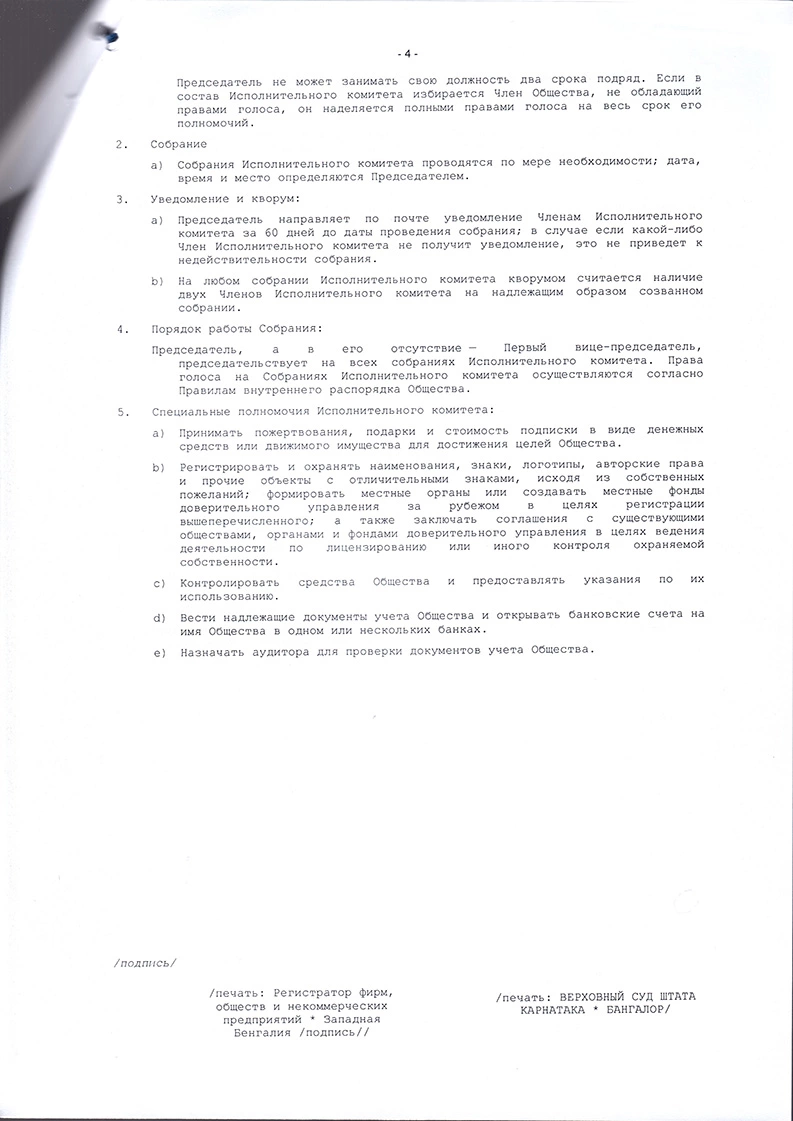 - 4 -
Председатель не может занимать свою должность два срока подряд. Если в
состав Исполнительного комитета избирается Член Общества, не обладающий
правами голоса, он наделяется полными правами голоса на весь срок его
полномочий.
2. Собрание
a) Собрания Исполнительного комитета проводятся по мере необходимости; дата,
время и место определяются Председателем.
3. Уведомление и кворум:
a) Председатель направляет по почте уведомление Членам Исполнительного
комитета за 60 дней до даты проведения собрания; в случае если какой-либо
Член Исполнительного комитета не получит уведомление, это не приведет к
недействительности собрания.
b) На любом собрании Исполнительного комитета кворумом считается наличие
двух Членов Исполнительного комитета на надлежащим образом созванном
собрании.
4. Порядок работы Собрания:
Председатель, а в его отсутствие — Первый вице-председатель,
председательствует на всех собраниях Исполнительного комитета. Права
голоса на Собраниях Исполнительного комитета осуществляются согласно
Правилам внутреннего распорядка Общества.
5. Специальные полномочия Исполнительного комитета:
a) Принимать пожертвования, подарки и стоимость подписки в виде денежных
средств или движимого имущества для достижения целей Общества.
b) Регистрировать и охранять наименования, знаки, логотипы, авторские права
и прочие объекты с отличительными знаками, исходя из собственных
пожеланий; формировать местные органы или создавать местные фонды
доверительного управления за рубежом в целях регистрации
вышеперечисленного; а также заключать соглашения с существующими
обществами, органами и фондами доверительного управления в целях ведения
деятельности по лицензированию или иного контроля охраняемой
собственности.
c) Контролировать средства Общества и предоставлять указания по их
использованию.
d) Вести надлежащие документы учета Общества и открывать банковские счета на
имя Общества в одном или нескольких банках.
e) Назначать аудитора для проверки документов учета Общества.
/подпись/
/печать: Регистратор фирм,
обществ и некоммерческих
предприятий * Западная
Бенгалия /подпись//
/печать: ВЕРХОВНЫЙ СУД ШТАТА
КАРНАТАКА * БАНГАЛОР/